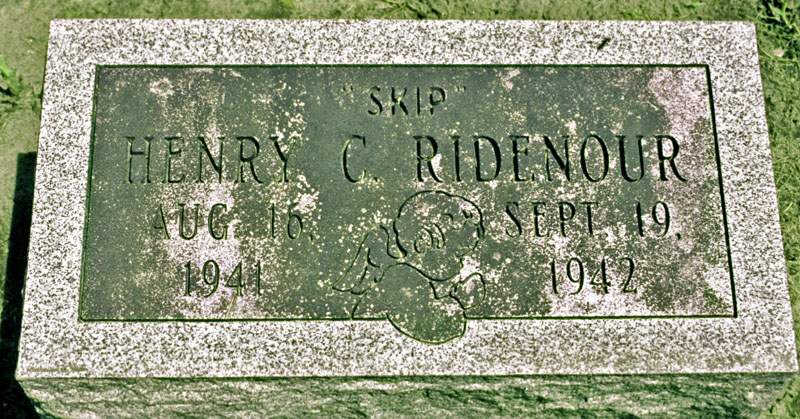 "SKIP"
HENRY C. RIDENOUR
AUG. 16, SEPT. 19,
1941 1942